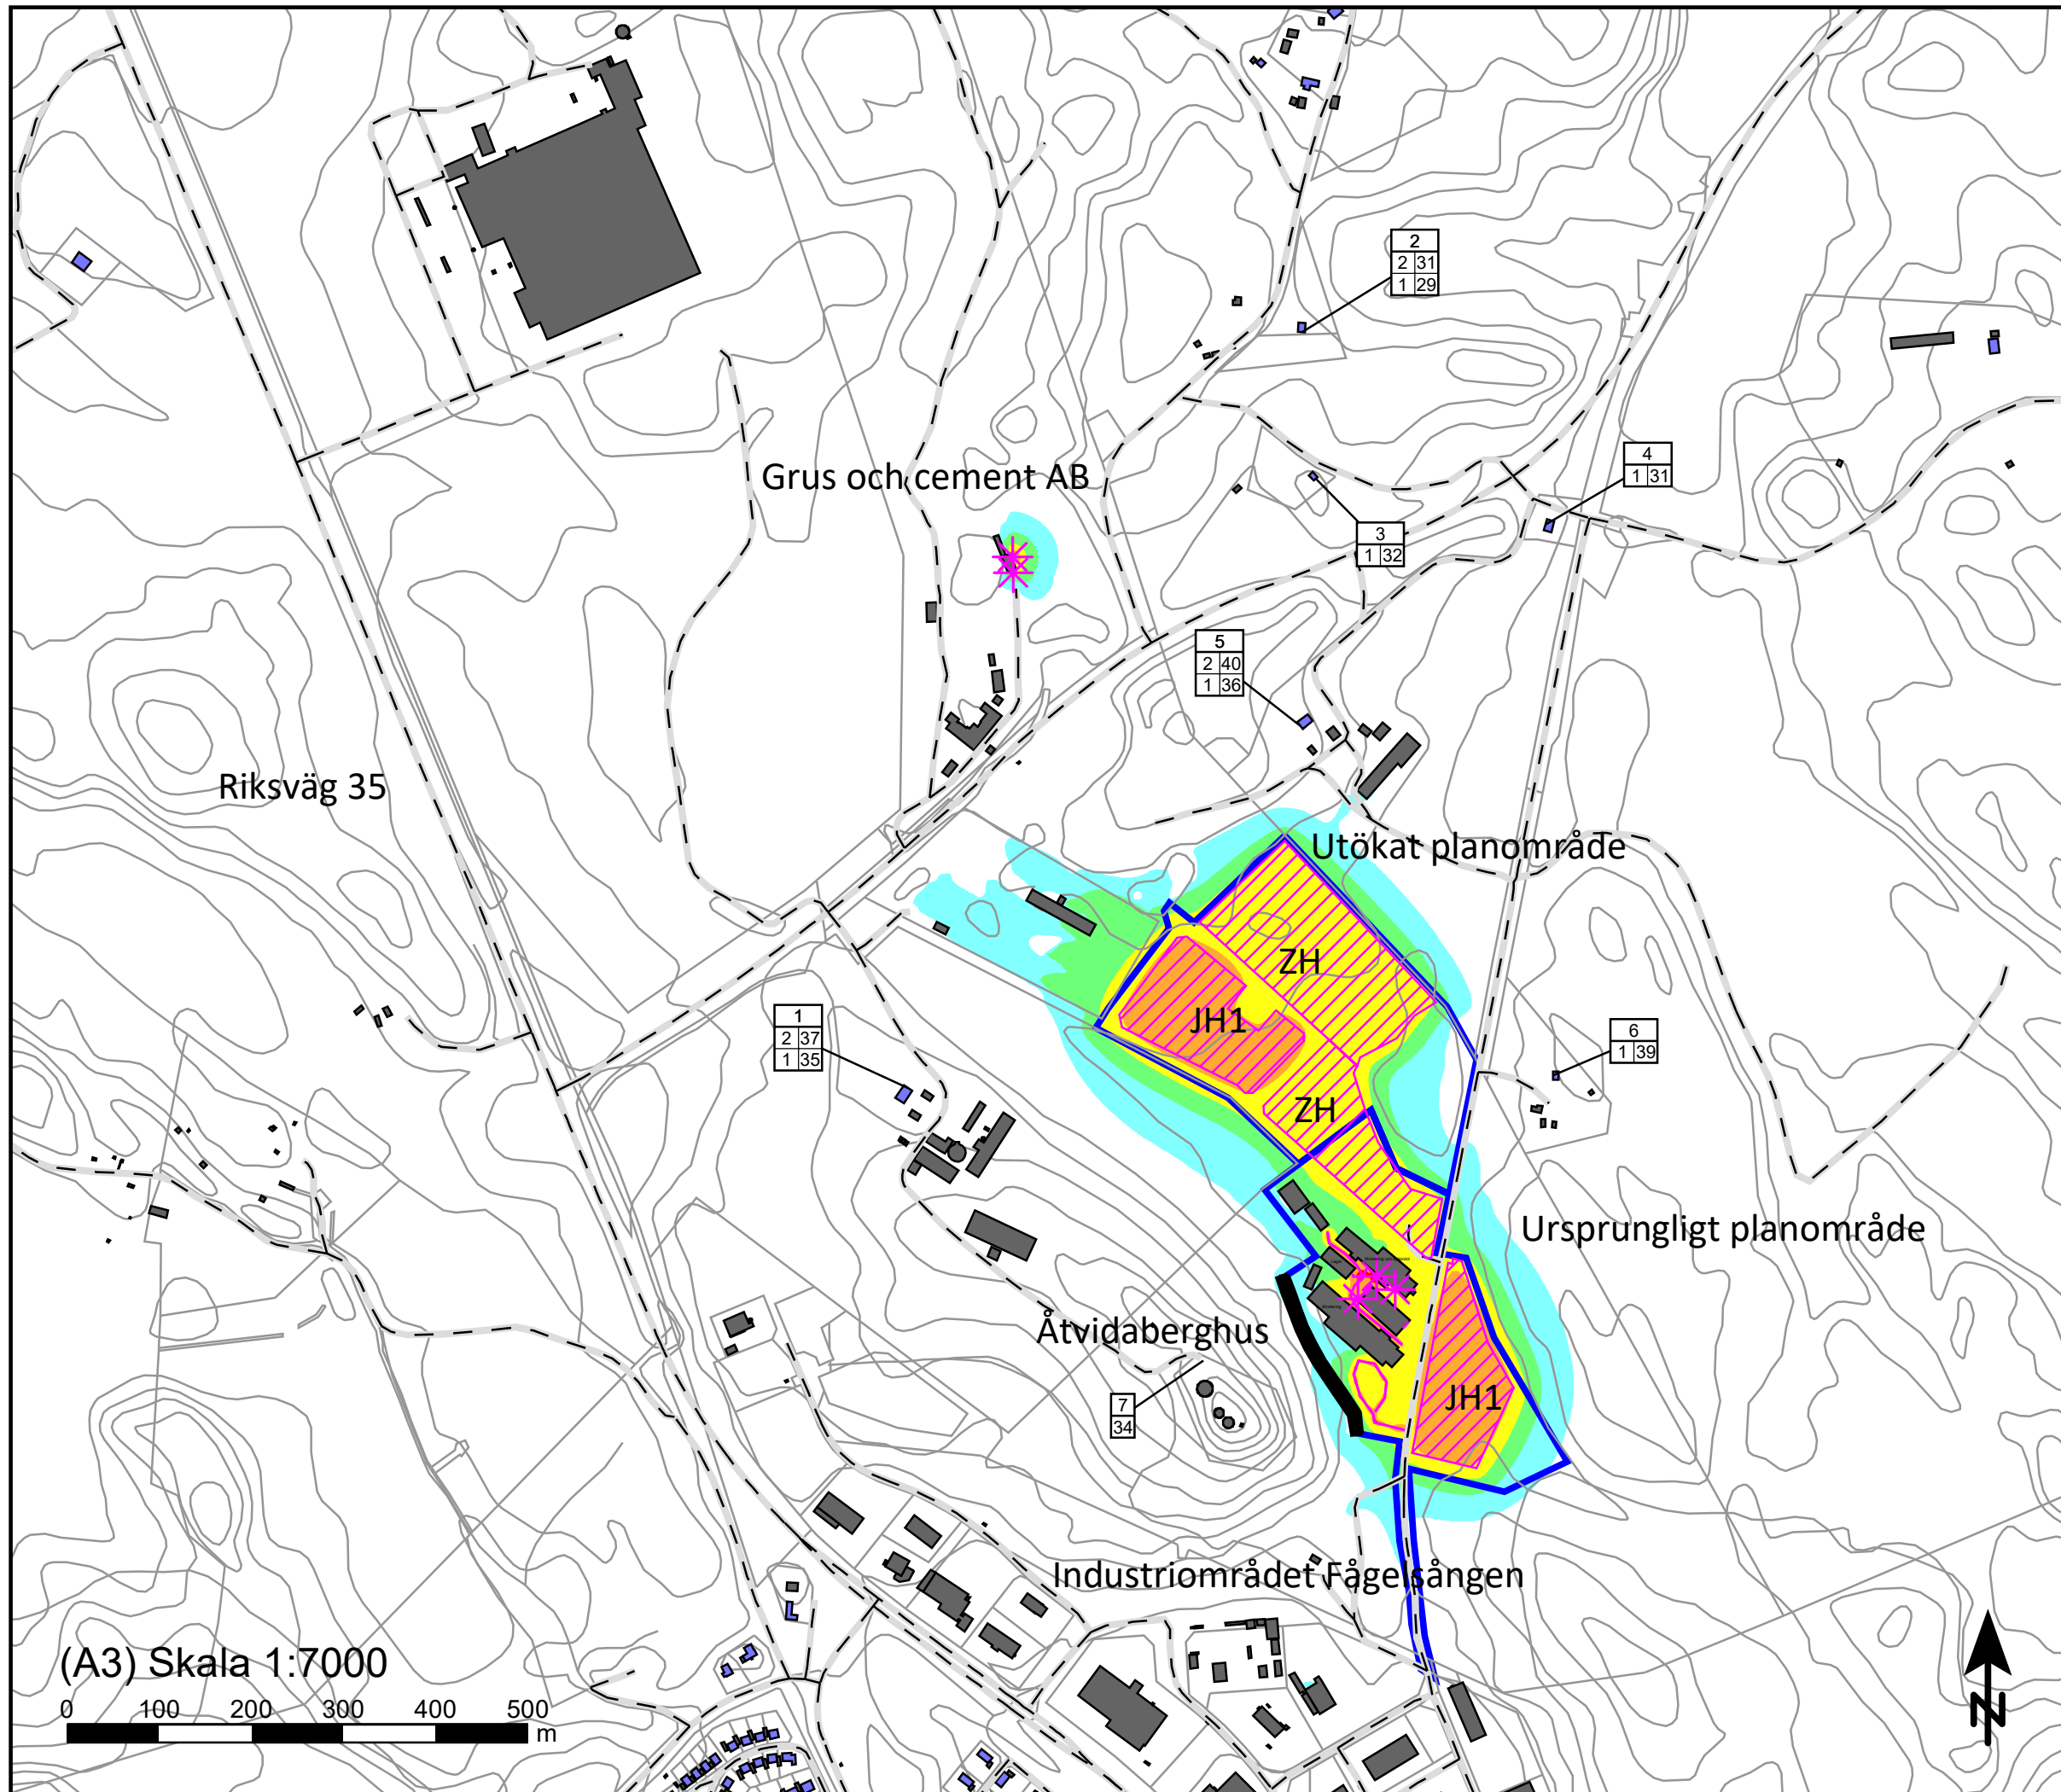 2
2 31
1 29
4
1 31
Grus och cement AB
3
1 32
5
2 40
1 36
Riksväg 35
Utökat planområde
ZH
JH1
1
2 37
1 35
6
1 39
ZH
Ursprungligt planområde
Åtvidaberghus
JH1
7
34
Industriområdet Fågelsången
(A3) Skala 1:7000
0 100 200 300 400 500
m
N